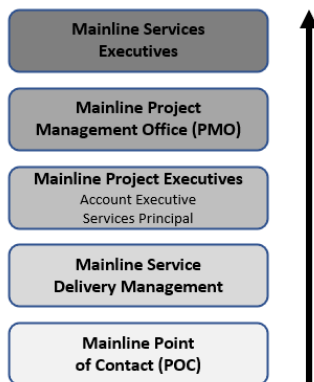 Mainline Services
Executives
Mainline Project
Management Office (PMO)
Mainline Project Executives
Account Executive
Services Principal
Mainline Service
Delivery Management
Mainline Point
of Contact (POC)